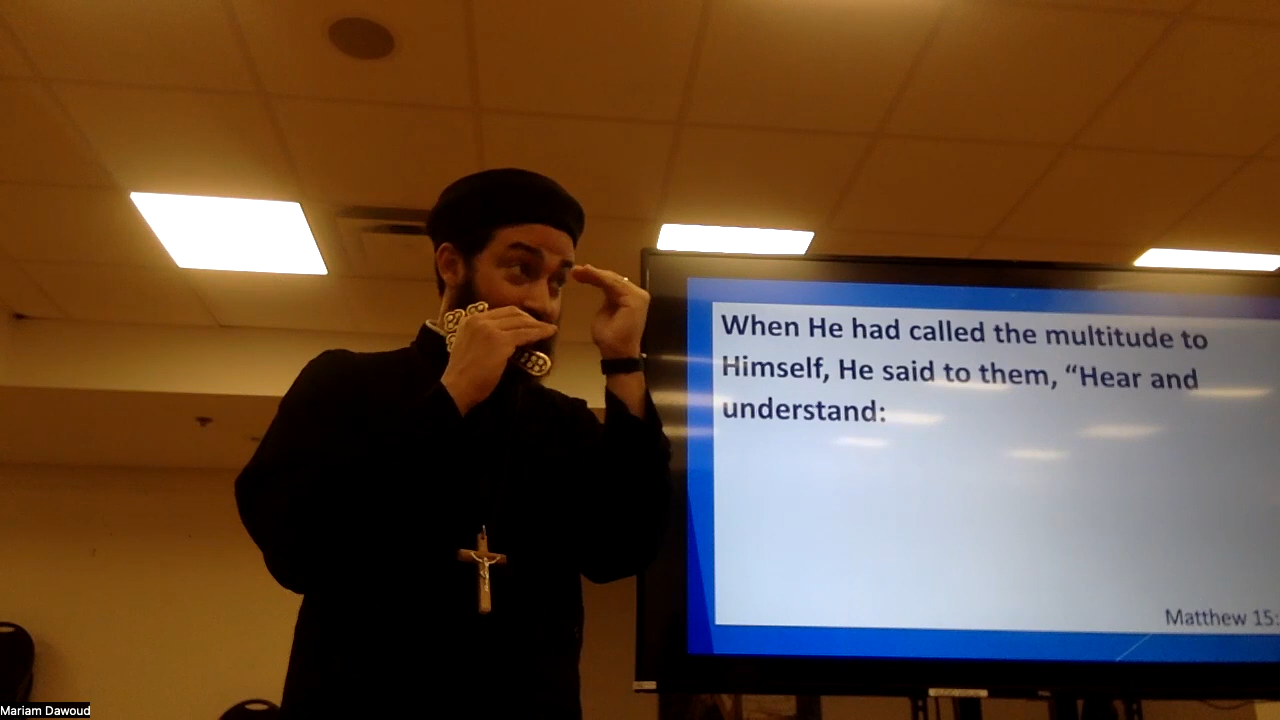 When He had called the multitude to
Himself, He said to them, “Hear and
understand:
Matthew 15:
Mariam Dawoud